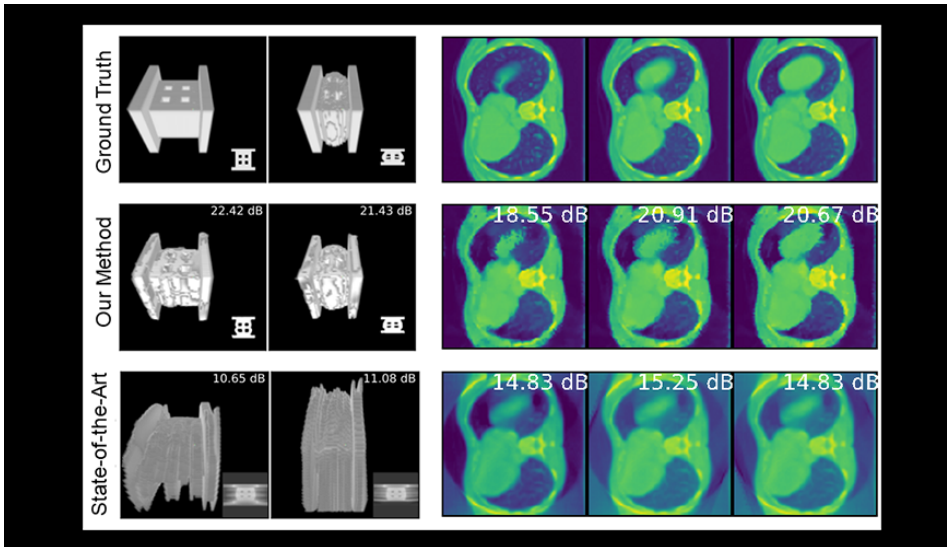 Ground Truth
Our Method
22.42 dB
21.43 dB
18.55 dB
20.91 dB
20.67 dB
State-of-the-Art
10.65 dB
11.08 dB
14.83 dB
15.25 dB
14.83 dB